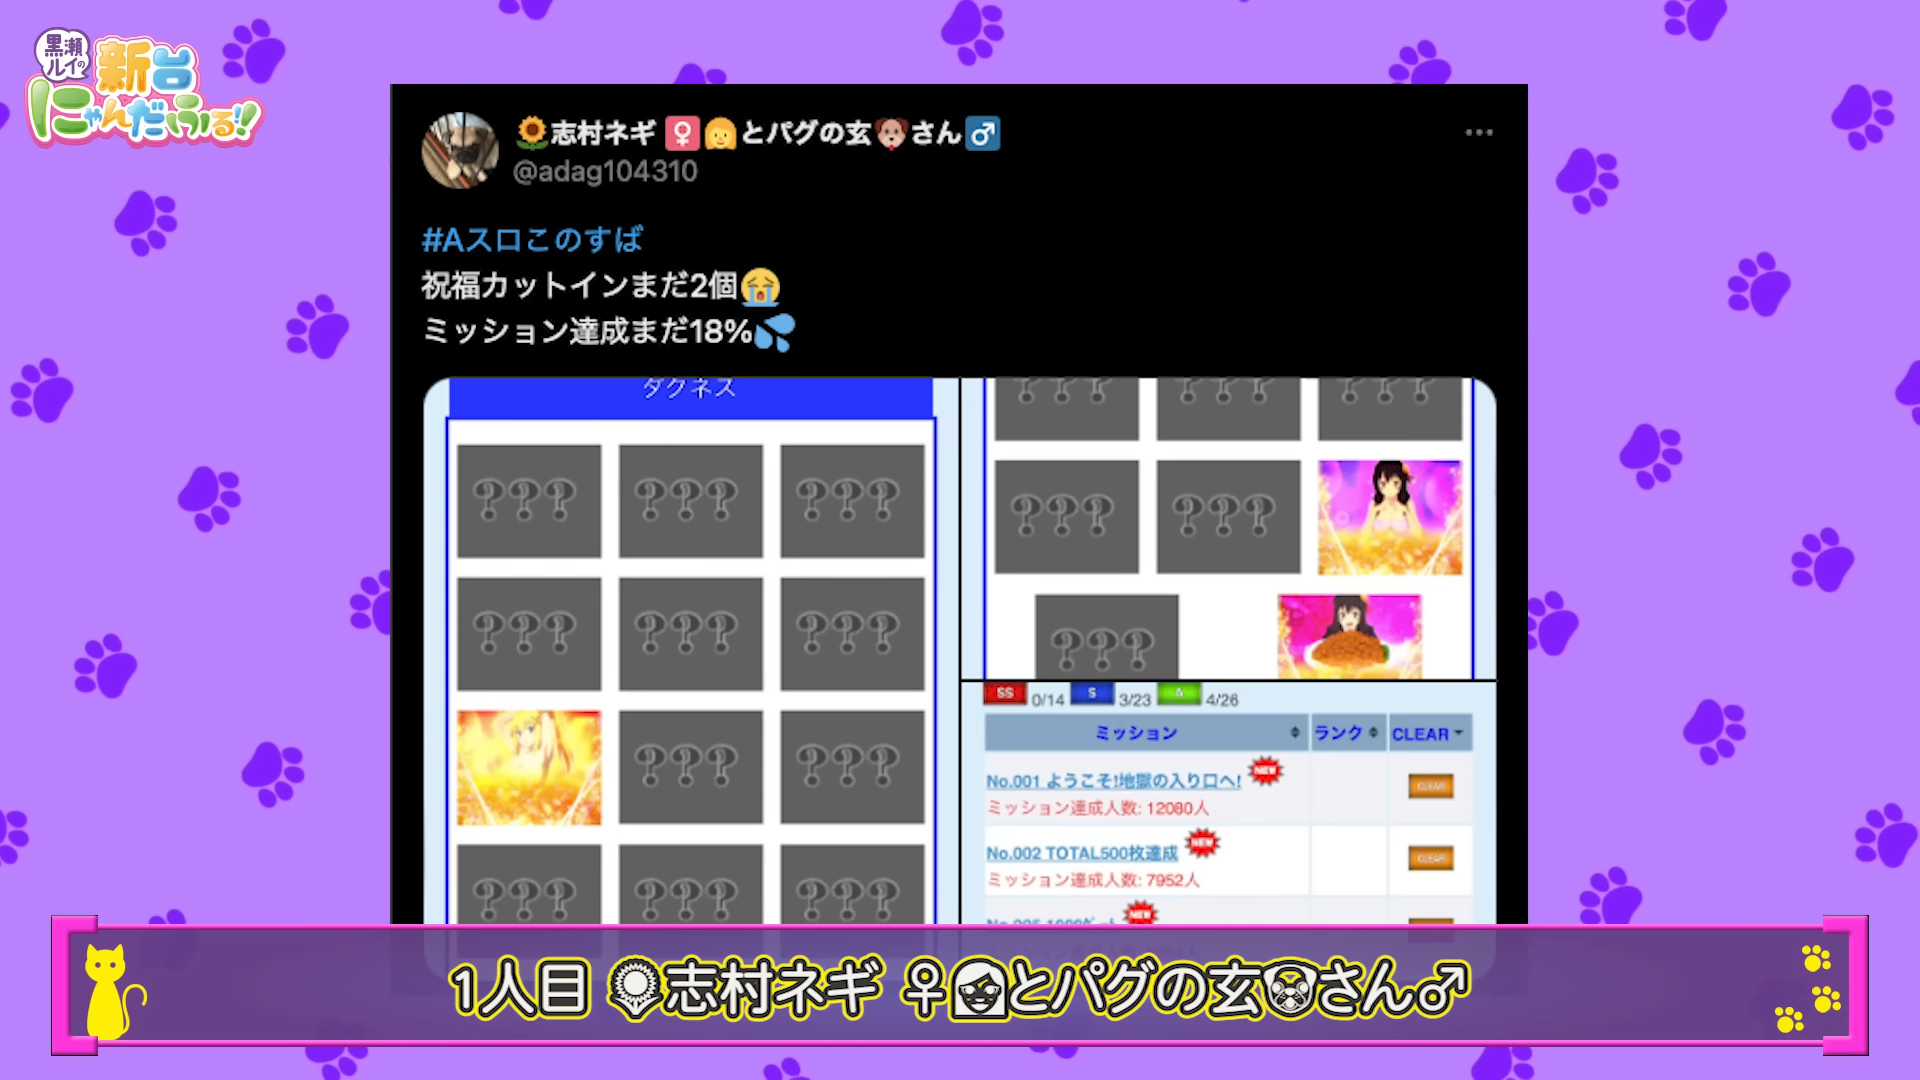 黒瀬ルイの
新台
にゃんだふる!!
🌻志村ネギ ♀️👩とパグの玄🐶さん♂️
@adag104310
#Aスロこのすば
祝福カットインまだ2個😭
ミッション達成まだ18%💦
ダクネス
??? ??? ???
??? ??? ???
??? ???
??? ??? ???
??? ??? ???
??? ???
???
SS 0/14 S 3/23 A 4/26
ミッション ランク CLEAR
No.001 ようこそ!地獄の入り口へ! NEW CLEAR
ミッション達成人数: 12080人
No.002 TOTAL500枚達成 NEW CLEAR
ミッション達成人数: 7952人
NEW
1人目 🌻志村ネギ ♀👩とパグの玄🐶さん♂